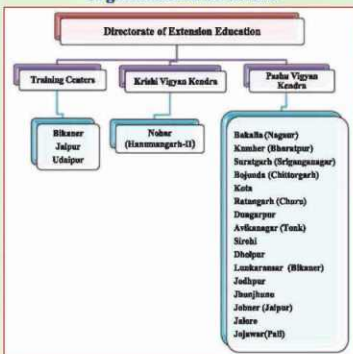 Directorate of Extension Education
Training Centers
Krishi Vigyan Kendra
Pashu Vigyan
Kendra
Bikaner
Jaipur
Udaipur
Nohar
(Hanumangarh-II)
Bakalia (Nagaur)
Kumher (Bharatpur)
Suratgarh (Sriganganagar)
Bojunda (Chittorgarh)
Kota
Ratangarh (Churu)
Dungarpur
Avikanagar (Tonk)
Sirohi
Dholpur
Lunkaransar (Bikaner)
Jodhpur
Jhunjhunu
Jobner (Jaipur)
Jalore
Jojawar(Pali)